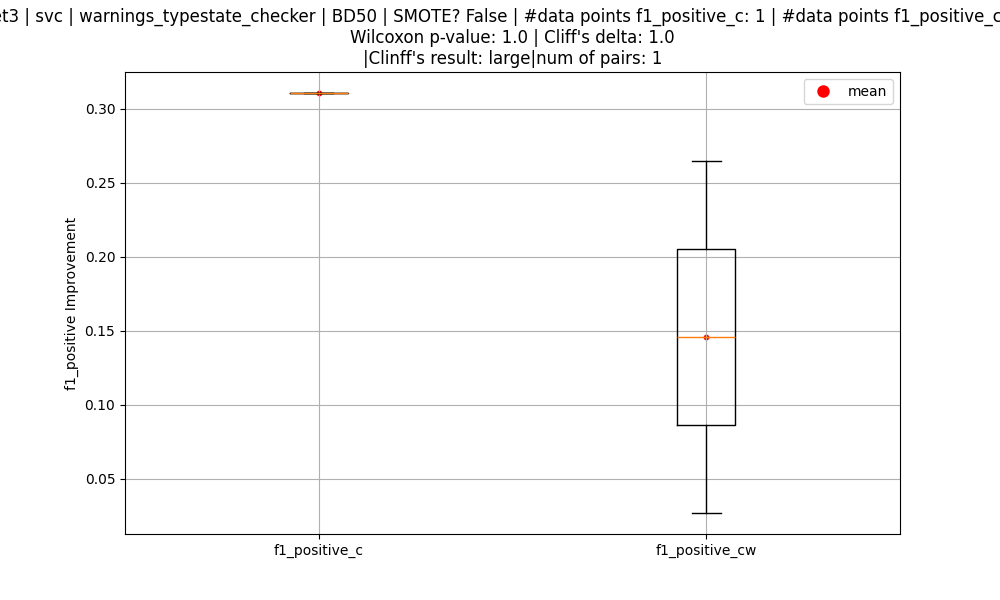 | svc | warnings_typestate_checker | BD50 | SMOTE? False | #data points f1_positive_c: 1 | #data points
Wilcoxon p-value: 1.0 | Cliff's delta: 1.0
|Clinff's result: large|num of pairs: 1
mean
0.30
0.25
0.20
0.15
0.10
0.05
f1_positive Improvement
f1_positive_c
f1_positive_cw